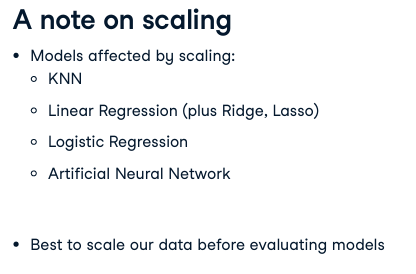 A note on scaling
• Models affected by scaling:
○ KNN
○ Linear Regression (plus Ridge, Lasso)
○ Logistic Regression
○ Artificial Neural Network
• Best to scale our data before evaluating models